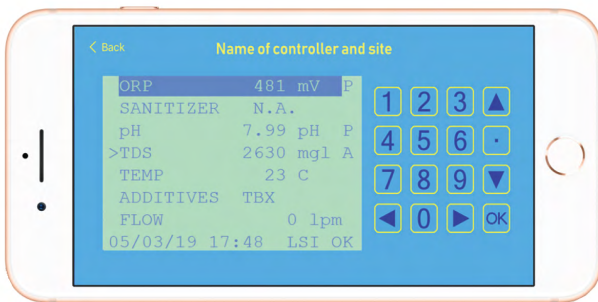 < Back Name of controller and site
ORP 481 mV P
SANITIZER N.A.
pH 7.99 pH P
>TDS 2630 mgl A
TEMP 23 C
ADDITIVES TBX
FLOW 0 lpm
05/03/19 17:48 LSI OK
1 2 3 ▲
4 5 6 ·
7 8 9 ▼
◀ 0 ▶ OK